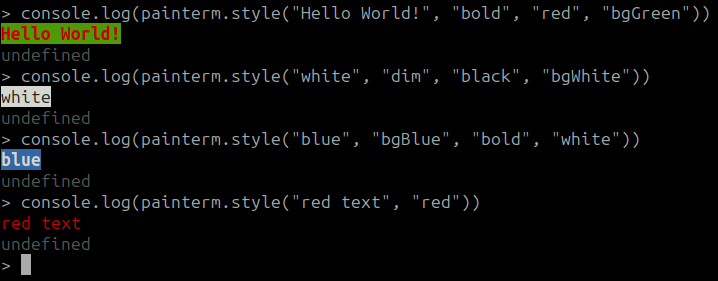 > console.log(painterm.style("Hello World!", "bold", "red", "bgGreen"))
Hello World!
undefined
> console.log(painterm.style("white", "dim", "black", "bgWhite"))
white
undefined
> console.log(painterm.style("blue", "bgBlue", "bold", "white"))
blue
undefined
> console.log(painterm.style("red text", "red"))
red text
undefined
>